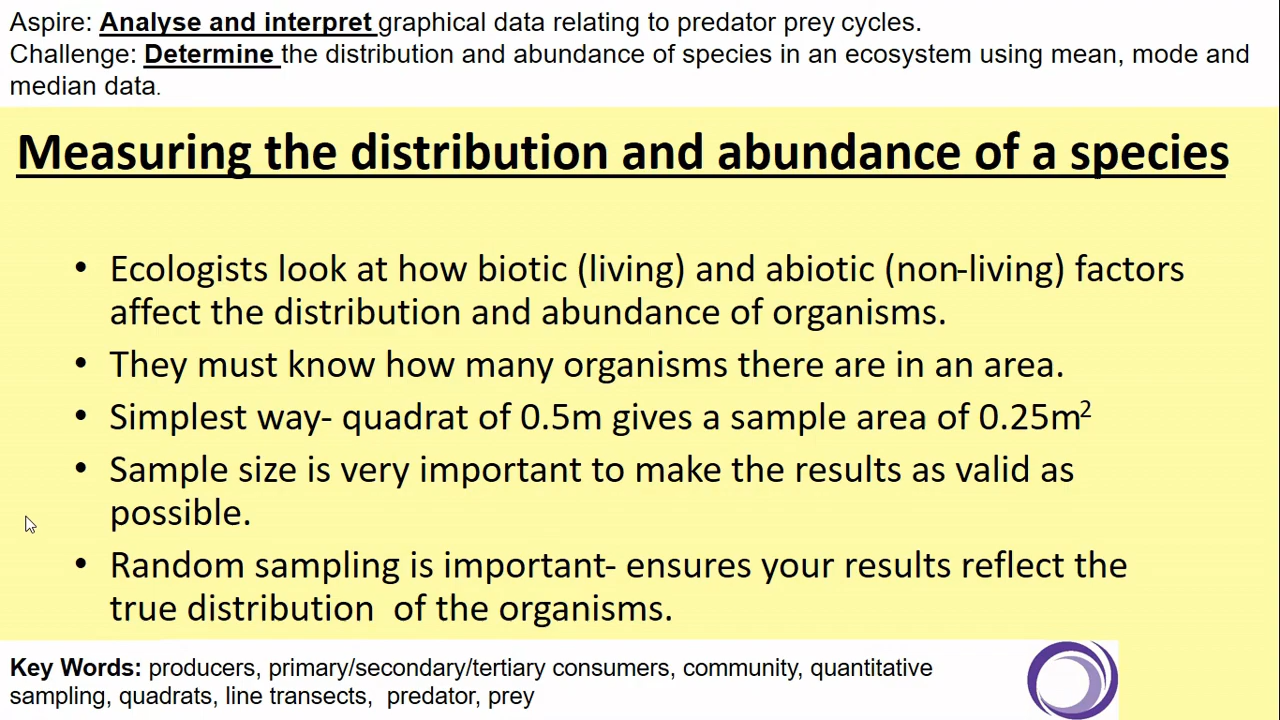 Aspire: Analyse and interpret graphical data relating to predator prey cycles.
Challenge: Determine the distribution and abundance of species in an ecosystem using mean, mode and
median data.
Measuring the distribution and abundance of a species
• Ecologists look at how biotic (living) and abiotic (non-living) factors
affect the distribution and abundance of organisms.
• They must know how many organisms there are in an area.
• Simplest way- quadrat of 0.5m gives a sample area of 0.25m²
• Sample size is very important to make the results as valid as
possible.
• Random sampling is important- ensures your results reflect the
true distribution  of the organisms.
Key Words: producers, primary/secondary/tertiary consumers, community, quantitative
sampling, quadrats, line transects,  predator, prey